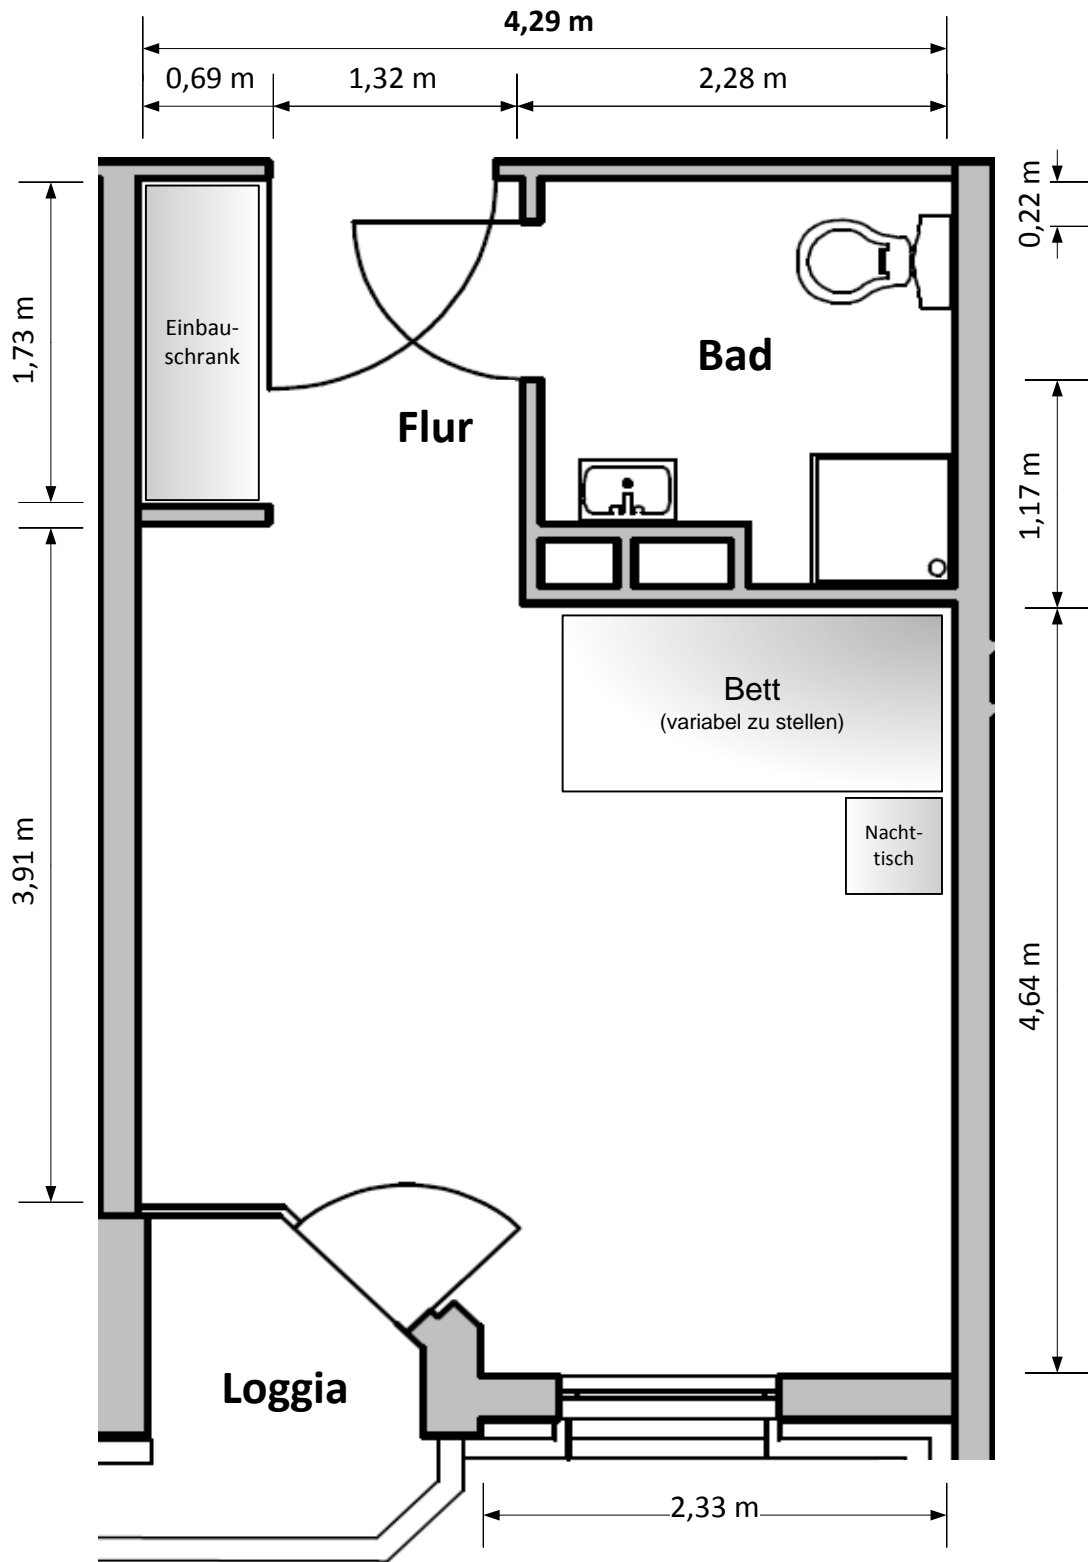 4,29 m
0,69 m
1,32 m
2,28 m
0,22 m
1,73 m
Einbau-
schrank
Bad
Flur
1,17 m
Bett
(variabel zu stellen)
Nacht-
tisch
3,91 m
4,64 m
Loggia
2,33 m